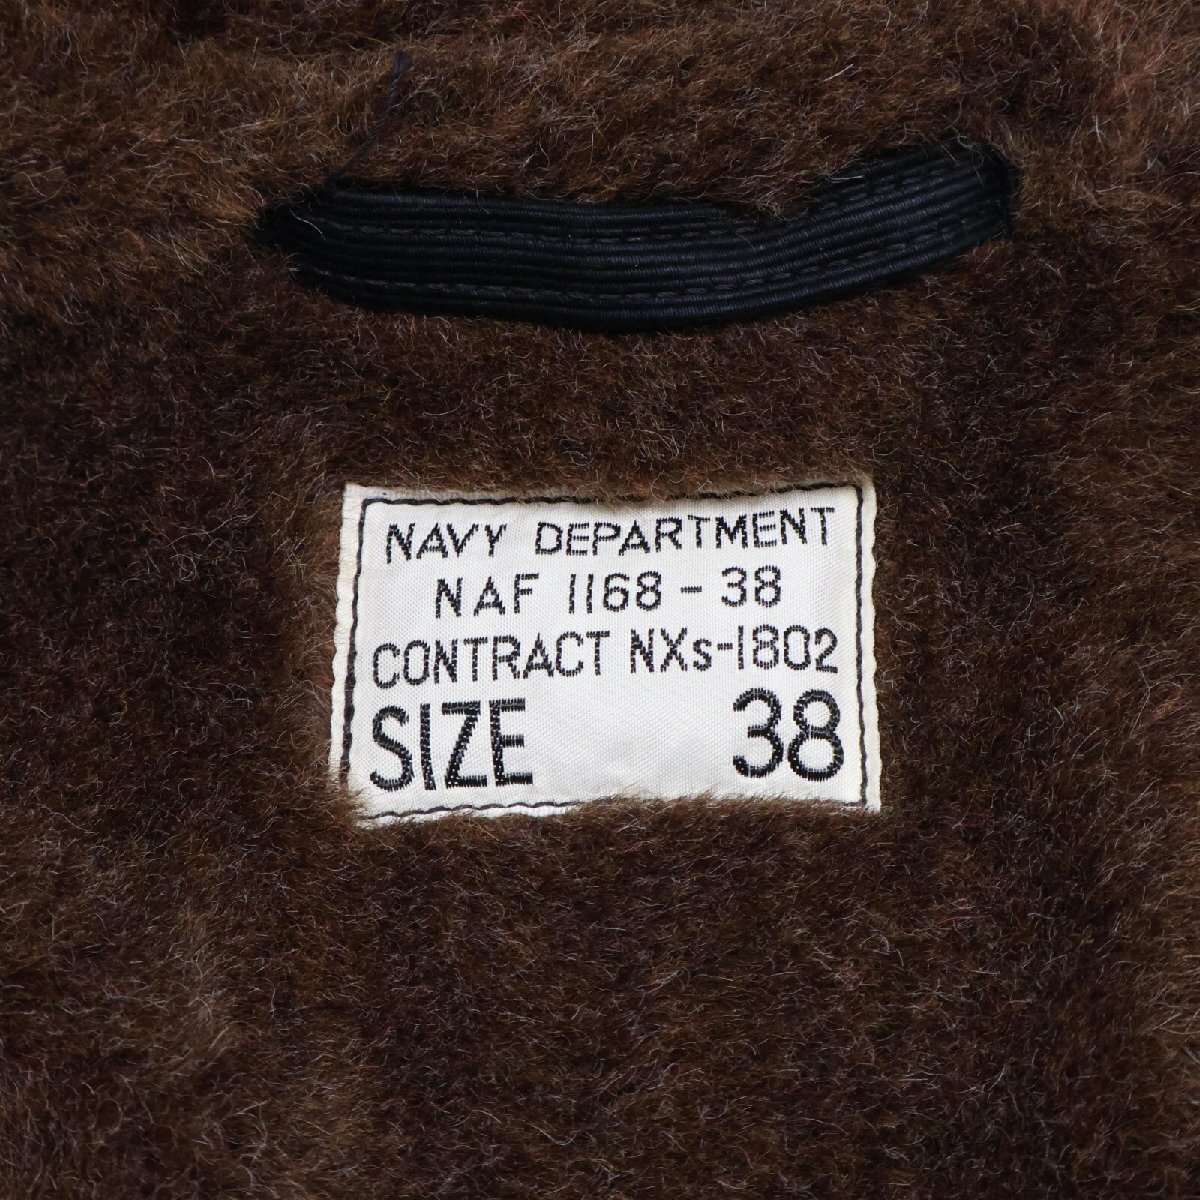 NAVY DEPARTMENT
NAF 1168-38
CONTRACT NXs-1802
SIZE 38